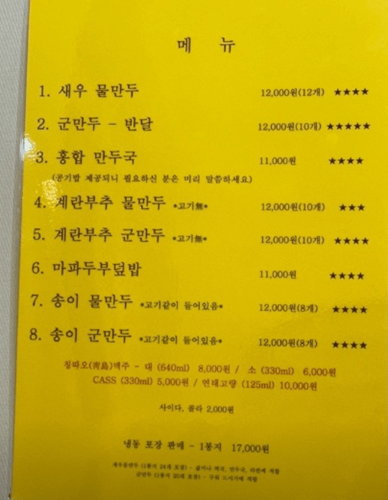 메 뉴
1. 새우 물만두 12,000원(12개) ★★★★
2. 군만두 - 반달 12,000원(10개) ★★★★★
3. 홍합 만두국 11,000원 ★★★★
(공기밥 제공되니 필요하신 분은 미리 말씀하세요)
4. 계란부추 물만두 *고기無* 12,000원(10개) ★★★
5. 계란부추 군만두 *고기無* 12,000원(10개) ★★★★
6. 마파두부덮밥 11,000원 ★★★★
7. 송이 물만두 *고기같이 들어있음* 12,000원(8개) ★★★★
8. 송이 군만두 *고기같이 들어있음* 12,000원(8개) ★★★★
칭따오(靑島)맥주 - 대 (640ml) 8,000원 / 소 (330ml) 6,000원
CASS (330ml) 5,000원 / 연태고량 (125ml) 10,000원
사이다, 콜라 2,000원
냉동 포장 판매 - 1봉지 17,000원